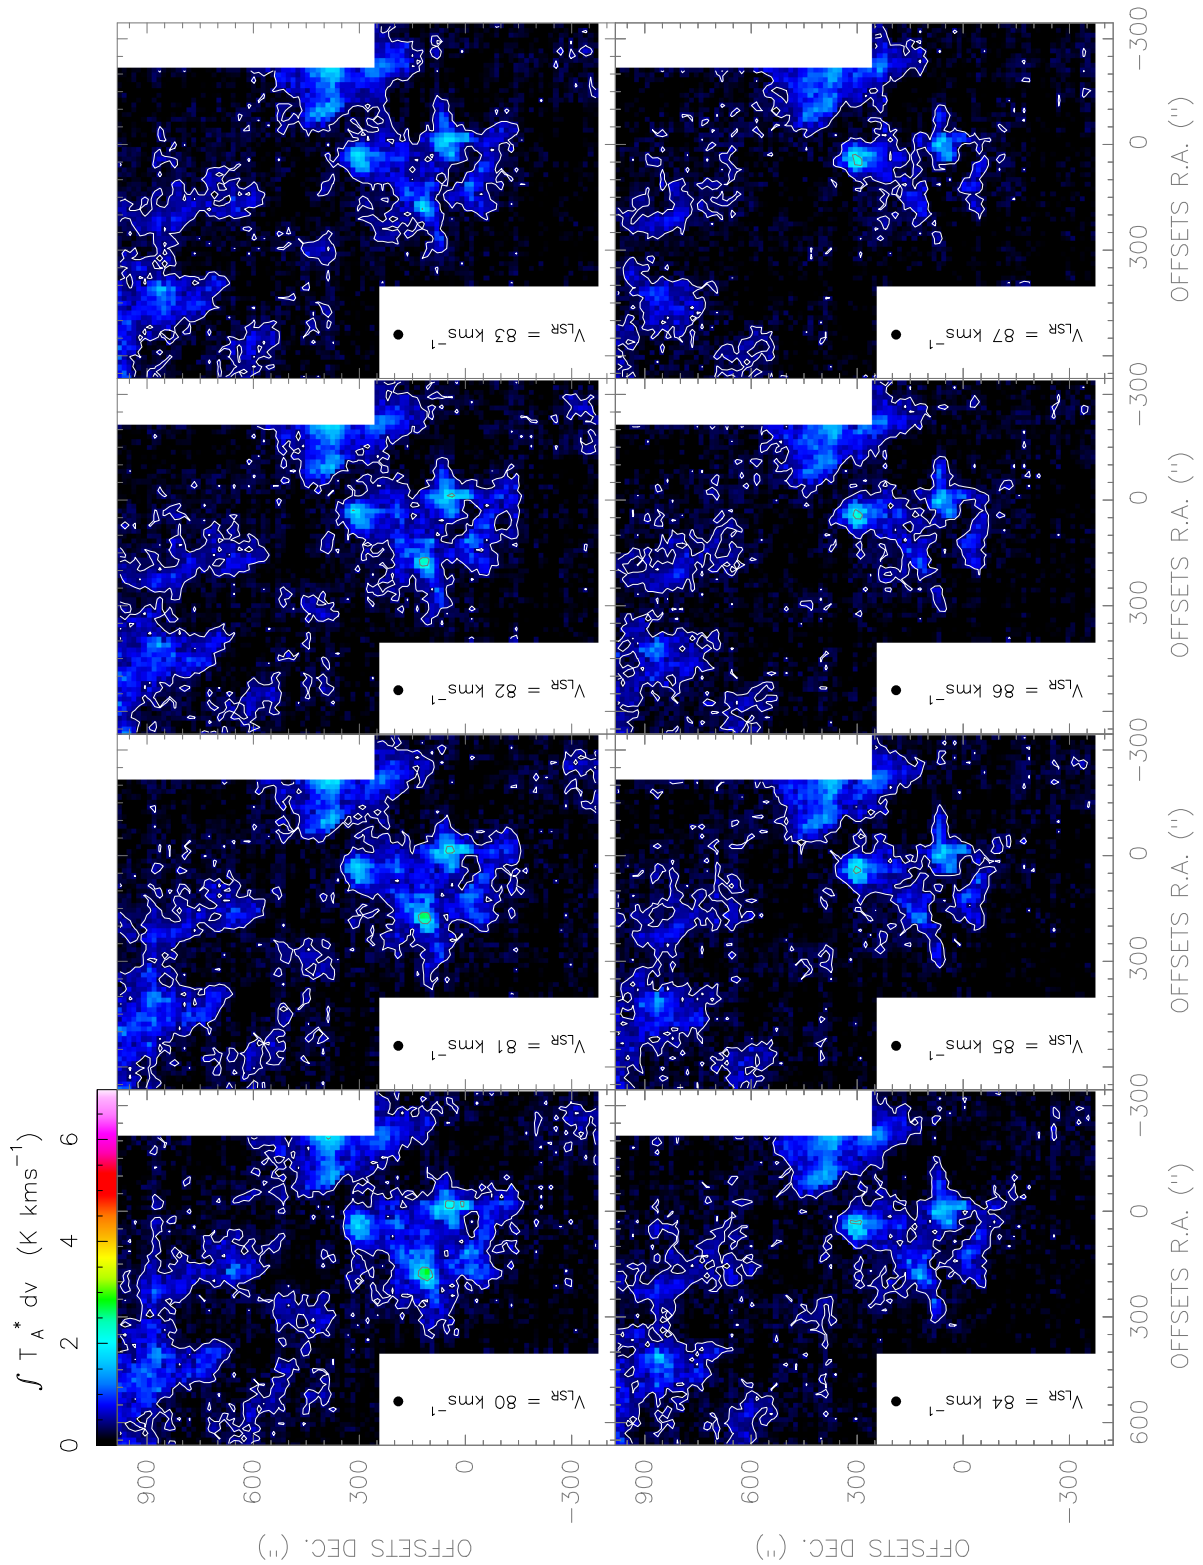 ∫ T_A^* dv (K kms⁻¹)
0 2 4 6
V_LSR = 80 kms⁻¹
V_LSR = 81 kms⁻¹
V_LSR = 82 kms⁻¹
V_LSR = 83 kms⁻¹
V_LSR = 84 kms⁻¹
V_LSR = 85 kms⁻¹
V_LSR = 86 kms⁻¹
V_LSR = 87 kms⁻¹
900 600 300 0 −300
OFFSETS DEC. (")
900 600 300 0 −300
OFFSETS DEC. (")
600 300 0 −300
OFFSETS R.A. (")
300 0 −300
OFFSETS R.A. (")
300 0 −300
OFFSETS R.A. (")
300 0 −300
OFFSETS R.A. (")